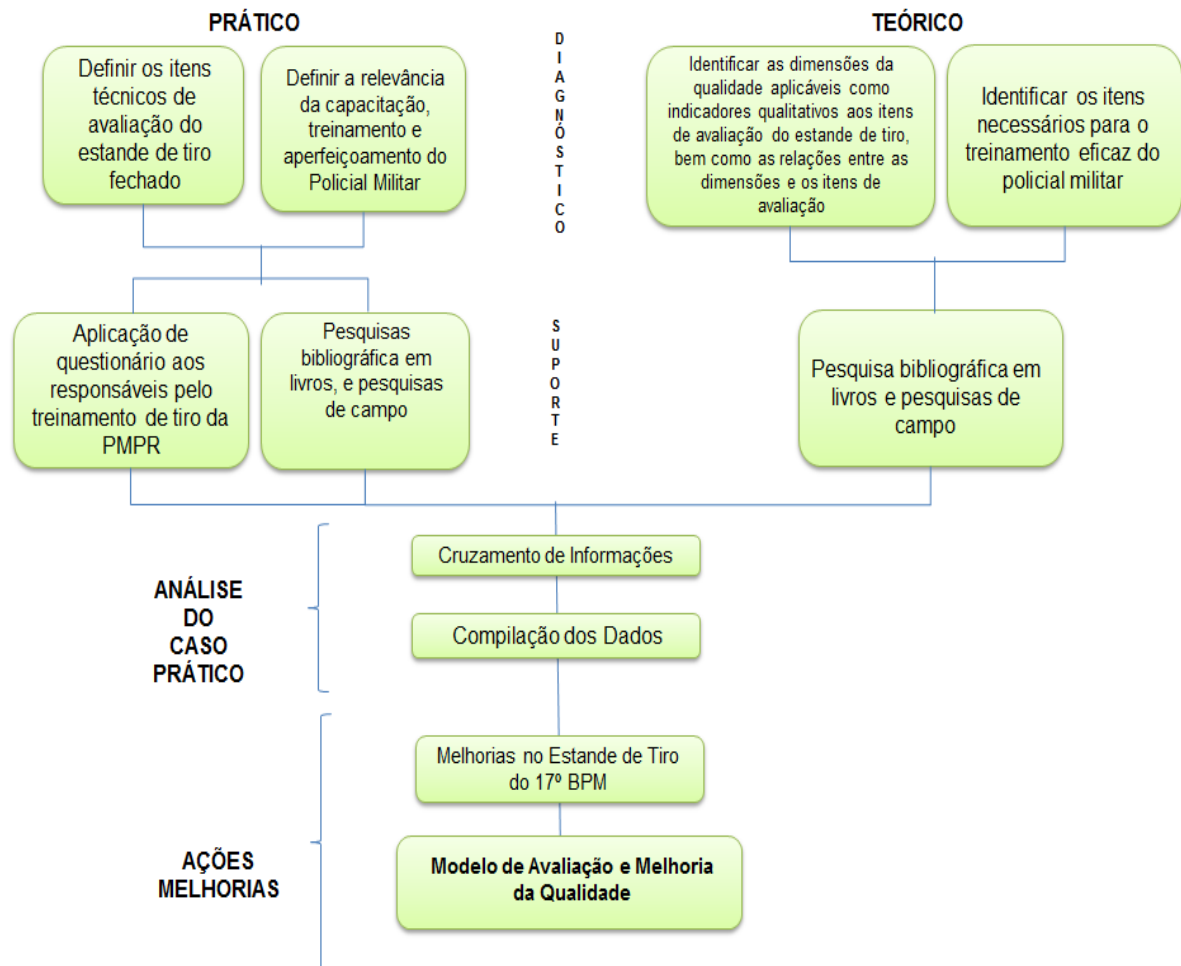 PRÁTICO
TEÓRICO
DIAGNÓSTICO
Definir os itens
técnicos de
avaliação do
estande de tiro
fechado
Definir a relevância
da capacitação,
treinamento e
aperfeiçoamento do
Policial Militar
Identificar as dimensões da
qualidade aplicáveis como
indicadores qualitativos aos itens
de avaliação do estande de tiro,
bem como as relações entre as
dimensões e os itens de
avaliação
Identificar os itens
necessários para o
treinamento eficaz do
policial militar
SUPORTE
Aplicação de
questionário aos
responsáveis pelo
treinamento de tiro da
PMPR
Pesquisas
bibliográfica em
livros, e pesquisas
de campo
Pesquisa bibliográfica em
livros e pesquisas de
campo
ANÁLISE
DO
CASO
PRÁTICO
Cruzamento de Informações
Compilação dos Dados
AÇÕES
MELHORIAS
Melhorias no Estande de Tiro
do 17º BPM
Modelo de Avaliação e Melhoria
da Qualidade